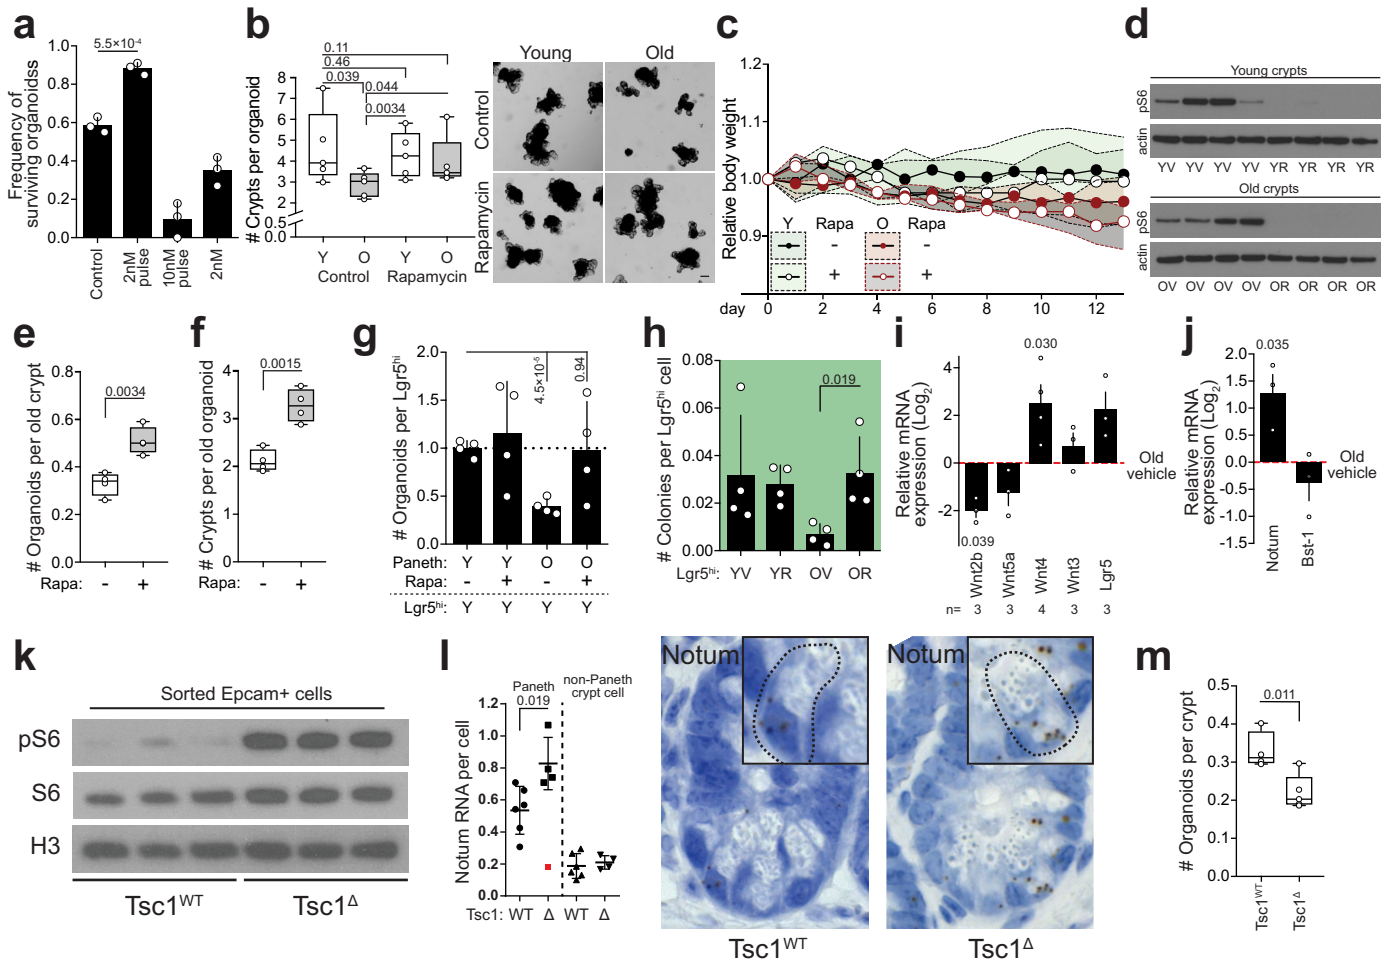 a
5.5×10⁻⁴
1.0
0.8
0.6
0.4
0.2
0.0
Frequency of
surviving organoidss
Control
2nM
pulse
10nM
pulse
2nM
b
0.11
0.46
0.039
0.044
0.0034
8
7
6
5
4
3
2
0.5
0.0
# Crypts per organoid
Y O Y O
Control Rapamycin
Young Old
Control
Rapamycin
c
1.2
1.1
1.0
0.9
Relative body weight
Y Rapa O Rapa
- -
+ +
day 0 2 4 6 8 10 12
d
Young crypts
pS6
actin
YV YV YV YV YR YR YR YR
Old crypts
pS6
actin
OV OV OV OV OR OR OR OR
e
0.8
0.6
0.4
0.2
0.0
0.0034
# Organoids per old crypt
Rapa: - +
f
4
3
2
1
0
0.0015
# Crypts per old organoid
Rapa: - +
g
2.0
1.5
1.0
0.5
0.0
4.5×10⁻⁵
0.94
# Organoids per Lgr5ʰⁱ
Paneth: Y Y O O
Rapa: - + - +
Lgr5ʰⁱ: Y Y Y Y
h
0.08
0.06
0.04
0.02
0.00
0.019
# Colonies per Lgr5ʰⁱ cell
Lgr5ʰⁱ: YV YR OV OR
i
4
2
0
-2
0.030
0.039
Relative mRNA
expression (Log₂)
Old
vehicle
Wnt2b
Wnt5a
Wnt4
Wnt3
Lgr5
n= 3 3 4 3 3
j
0.035
2.0
1.5
1.0
0.5
0.0
-0.5
-1.0
-1.5
Relative mRNA
expression (Log₂)
Old
vehicle
Notum
Bst-1
k
Sorted Epcam+ cells
pS6
S6
H3
Tsc1ᵂᵀ Tsc1ᐃ
l
Paneth
0.019
non-Paneth
crypt cell
1.2
1.0
0.8
0.6
0.4
0.2
0.0
Notum RNA per cell
Tsc1: WT Δ WT Δ
Notum
Tsc1ᵂᵀ
Notum
Tsc1ᐃ
m
0.5
0.4
0.3
0.2
0.1
0.0
0.011
# Organoids per crypt
Tsc1ᵂᵀ
Tsc1ᐃ